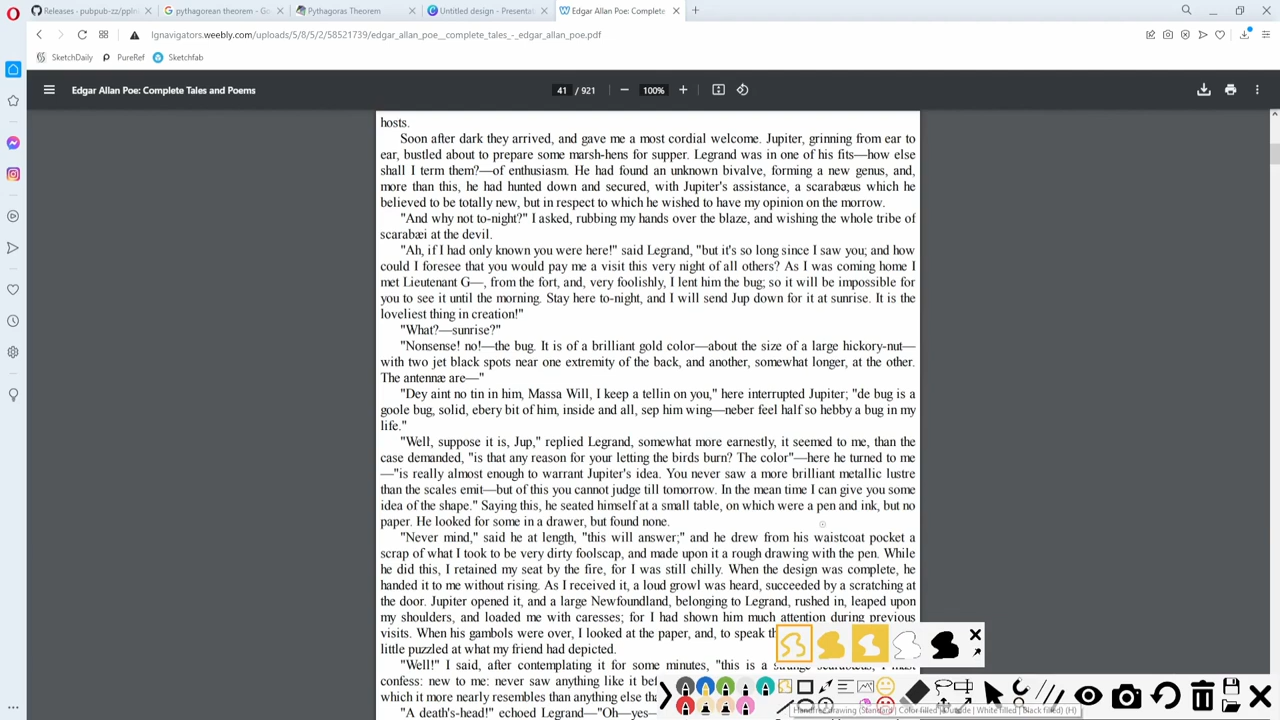 Releases · pubpub-zz/ppln
pythagorean theorem - Go
Pythagoras Theorem
Untitled design - Presenta
Edgar Allan Poe: Complete
lgnavigators.weebly.com/uploads/5/8/5/2/58521739/edgar_allan_poe__complete_tales_-_edgar_allan_poe.pdf
SketchDaily
PureRef
Sketchfab
Edgar Allan Poe: Complete Tales and Poems
41 / 921
100%
hosts.
Soon after dark they arrived, and gave me a most cordial welcome. Jupiter, grinning from ear to
ear, bustled about to prepare some marsh-hens for supper. Legrand was in one of his fits—how else
shall I term them?—of enthusiasm. He had found an unknown bivalve, forming a new genus, and,
more than this, he had hunted down and secured, with Jupiter's assistance, a scarabæus which he
believed to be totally new, but in respect to which he wished to have my opinion on the morrow.
"And why not to-night?" I asked, rubbing my hands over the blaze, and wishing the whole tribe of
scarabæi at the devil.
"Ah, if I had only known you were here!" said Legrand, "but it's so long since I saw you; and how
could I foresee that you would pay me a visit this very night of all others? As I was coming home I
met Lieutenant G—, from the fort, and, very foolishly, I lent him the bug; so it will be impossible for
you to see it until the morning. Stay here to-night, and I will send Jup down for it at sunrise. It is the
loveliest thing in creation!"
"What?—sunrise?"
"Nonsense! no!—the bug. It is of a brilliant gold color—about the size of a large hickory-nut—
with two jet black spots near one extremity of the back, and another, somewhat longer, at the other.
The antennæ are—"
"Dey aint no tin in him, Massa Will, I keep a tellin on you," here interrupted Jupiter; "de bug is a
goole bug, solid, ebery bit of him, inside and all, sep him wing—neber feel half so hebby a bug in my
life."
"Well, suppose it is, Jup," replied Legrand, somewhat more earnestly, it seemed to me, than the
case demanded, "is that any reason for your letting the birds burn? The color"—here he turned to me
—"is really almost enough to warrant Jupiter's idea. You never saw a more brilliant metallic lustre
than the scales emit—but of this you cannot judge till tomorrow. In the mean time I can give you some
idea of the shape." Saying this, he seated himself at a small table, on which were a pen and ink, but no
paper. He looked for some in a drawer, but found none.
"Never mind," said he at length, "this will answer;" and he drew from his waistcoat pocket a
scrap of what I took to be very dirty foolscap, and made upon it a rough drawing with the pen. While
he did this, I retained my seat by the fire, for I was still chilly. When the design was complete, he
handed it to me without rising. As I received it, a loud growl was heard, succeeded by a scratching at
the door. Jupiter opened it, and a large Newfoundland, belonging to Legrand, rushed in, leaped upon
my shoulders, and loaded me with caresses; for I had shown him much attention during previous
visits. When his gambols were over, I looked at the paper, and, to speak
little puzzled at what my friend had depicted.
"Well!" I said, after contemplating it for some minutes, "this is a strange scarabæus, I must
confess: new to me: never saw anything like it
which it more nearly resembles than anything else
"A death's-head!" echoed Legrand—"Oh—yes—
Handfree drawing (Standard | Color filled | Outside | White filled | Black filled) (H)